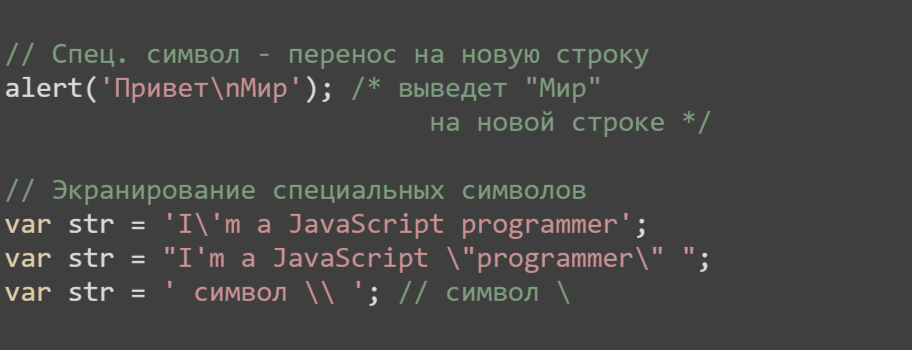 // Спец. символ - перенос на новую строку
alert('Привет\nМир'); /* выведет "Мир"
на новой строке */
// Экранирование специальных символов
var str = 'I\'m a JavaScript programmer';
var str = "I'm a JavaScript \"programmer\" ";
var str = ' символ \\ '; // символ \